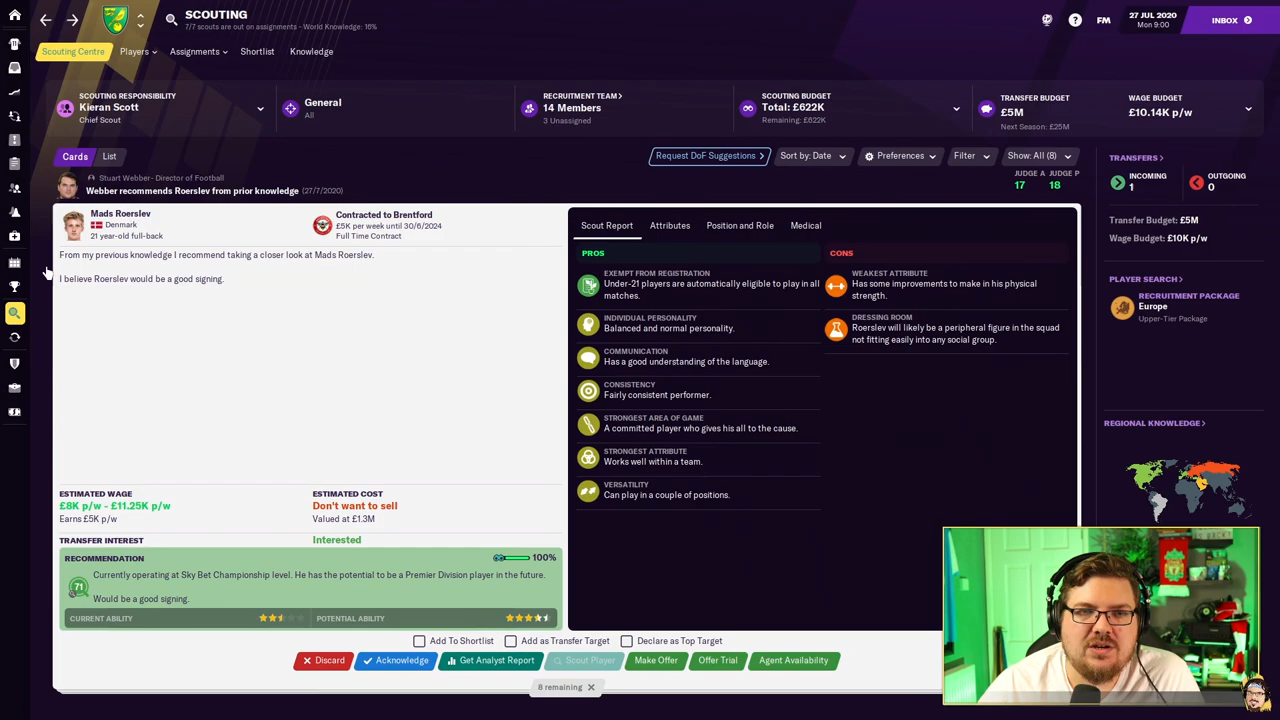 SCOUTING
7/7 scouts are out on assignments - World Knowledge: 16%
FM
27 JUL 2020
Mon 9:00
INBOX
Scouting Centre
Players
Assignments
Shortlist
Knowledge
SCOUTING RESPONSIBILITY
Kieran Scott
Chief Scout
General
All
RECRUITMENT TEAM
14 Members
3 Unassigned
SCOUTING BUDGET
Total: £622K
Remaining: £622K
TRANSFER BUDGET
£5M
Next Season: £25M
WAGE BUDGET
£10.14K p/w
Cards
List
Request DoF Suggestions
Sort by: Date
Preferences
Filter
Show: All (8)
Stuart Webber- Director of Football
Webber recommends Roerslev from prior knowledge (27/7/2020)
JUDGE A
17
JUDGE P
18
Mads Roerslev
Denmark
21 year-old full-back
Contracted to Brentford
£5K per week until 30/6/2024
Full Time Contract
From my previous knowledge I recommend taking a closer look at Mads Roerslev.
I believe Roerslev would be a good signing.
ESTIMATED WAGE
£8K p/w - £11.25K p/w
Earns £5K p/w
ESTIMATED COST
Don't want to sell
Valued at £1.3M
TRANSFER INTEREST
Interested
RECOMMENDATION
100%
71
Currently operating at Sky Bet Championship level. He has the potential to be a Premier Division player in the future.
Would be a good signing.
CURRENT ABILITY
POTENTIAL ABILITY
Scout Report
Attributes
Position and Role
Medical
PROS
EXEMPT FROM REGISTRATION
Under-21 players are automatically eligible to play in all
matches.
INDIVIDUAL PERSONALITY
Balanced and normal personality.
COMMUNICATION
Has a good understanding of the language.
CONSISTENCY
Fairly consistent performer.
STRONGEST AREA OF GAME
A committed player who gives his all to the cause.
STRONGEST ATTRIBUTE
Works well within a team.
VERSATILITY
Can play in a couple of positions.
CONS
WEAKEST ATTRIBUTE
Has some improvements to make in his physical
strength.
DRESSING ROOM
Roerslev will likely be a peripheral figure in the squad
not fitting easily into any social group.
Add To Shortlist
Add as Transfer Target
Declare as Top Target
Discard
Acknowledge
Get Analyst Report
Scout Player
Make Offer
Offer Trial
Agent Availability
8 remaining
TRANSFERS
INCOMING
1
OUTGOING
0
Transfer Budget: £5M
Wage Budget: £10K p/w
PLAYER SEARCH
RECRUITMENT PACKAGE
Europe
Upper-Tier Package
REGIONAL KNOWLEDGE